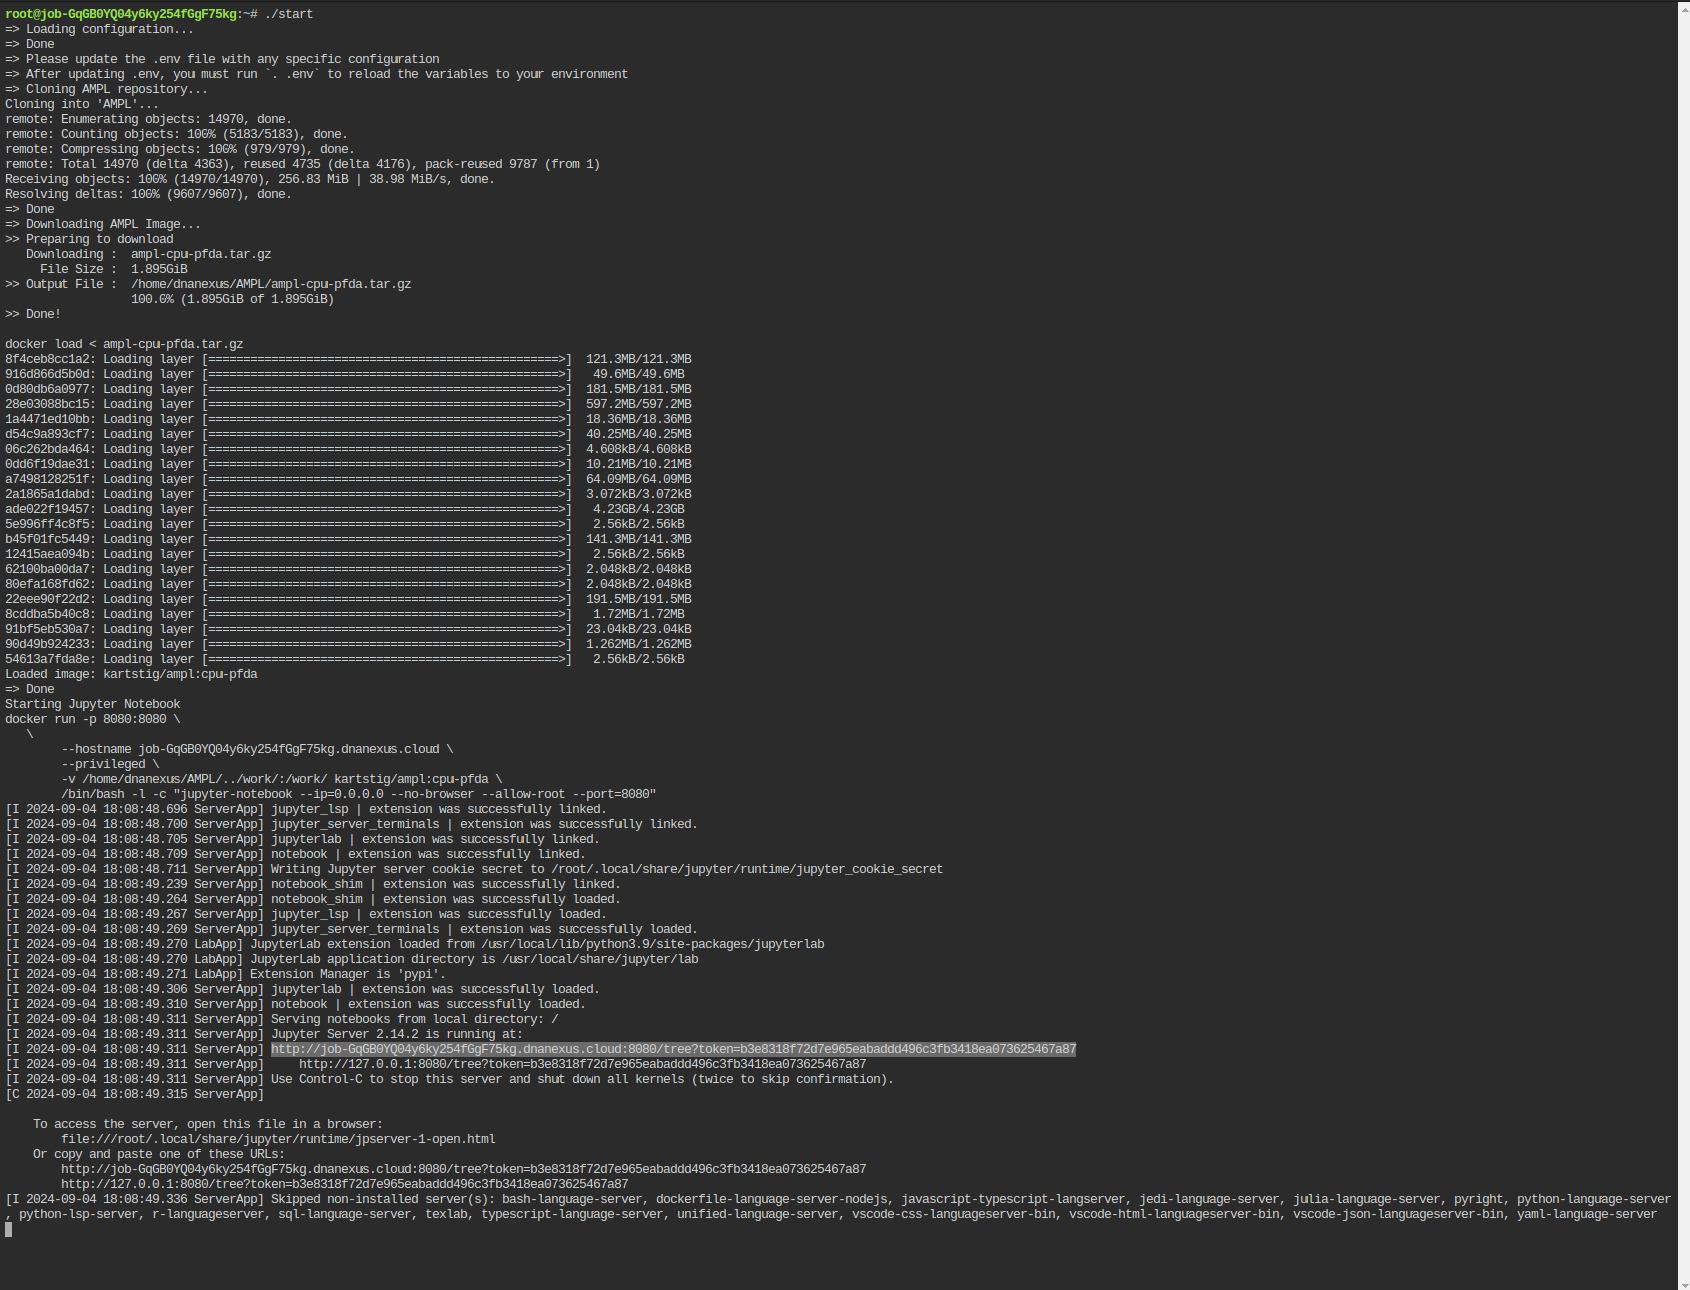 root@job-GqGB0YQ04y6ky254fGgF75kg:~# ./start
=> Loading configuration...
=> Done
=> Please update the .env file with any specific configuration
=> After updating .env, you must run `. .env` to reload the variables to your environment
=> Cloning AMPL repository...
Cloning into 'AMPL'...
remote: Enumerating objects: 14970, done.
remote: Counting objects: 100% (5183/5183), done.
remote: Compressing objects: 100% (979/979), done.
remote: Total 14970 (delta 4363), reused 4735 (delta 4176), pack-reused 9787 (from 1)
Receiving objects: 100% (14970/14970), 256.83 MiB | 38.98 MiB/s, done.
Resolving deltas: 100% (9607/9607), done.
=> Done
=> Downloading AMPL Image...
>> Preparing to download
   Downloading :  ampl-cpu-pfda.tar.gz
     File Size :  1.895GiB
>> Output File :  /home/dnanexus/AMPL/ampl-cpu-pfda.tar.gz
                  100.0% (1.895GiB of 1.895GiB)
>> Done!

docker load < ampl-cpu-pfda.tar.gz
8f4ceb8cc1a2: Loading layer [==================================================>]  121.3MB/121.3MB
916d866d5b0d: Loading layer [==================================================>]   49.6MB/49.6MB
0d80db6a0977: Loading layer [==================================================>]  181.5MB/181.5MB
28e03088bc15: Loading layer [==================================================>]  597.2MB/597.2MB
1a4471ed10bb: Loading layer [==================================================>]  18.36MB/18.36MB
d54c9a893cf7: Loading layer [==================================================>]  40.25MB/40.25MB
06c262bda464: Loading layer [==================================================>]  4.608kB/4.608kB
0dd6f19dae31: Loading layer [==================================================>]  10.21MB/10.21MB
a7498128251f: Loading layer [==================================================>]  64.09MB/64.09MB
2a1865a1dabd: Loading layer [==================================================>]  3.072kB/3.072kB
ade022f19457: Loading layer [==================================================>]   4.23GB/4.23GB
5e996ff4c8f5: Loading layer [==================================================>]   2.56kB/2.56kB
b45f01fc5449: Loading layer [==================================================>]  141.3MB/141.3MB
12415aea094b: Loading layer [==================================================>]   2.56kB/2.56kB
62100ba00da7: Loading layer [==================================================>]  2.048kB/2.048kB
80efa168fd62: Loading layer [==================================================>]  2.048kB/2.048kB
22eee90f22d2: Loading layer [==================================================>]  191.5MB/191.5MB
8cddba5b40c8: Loading layer [==================================================>]   1.72MB/1.72MB
91bf5eb530a7: Loading layer [==================================================>]  23.04kB/23.04kB
90d49b924233: Loading layer [==================================================>]  1.262MB/1.262MB
54613a7fda8e: Loading layer [==================================================>]   2.56kB/2.56kB
Loaded image: kartstig/ampl:cpu-pfda
=> Done
Starting Jupyter Notebook
docker run -p 8080:8080 \
   \
        --hostname job-GqGB0YQ04y6ky254fGgF75kg.dnanexus.cloud \
        --privileged \
        -v /home/dnanexus/AMPL/../work/:/work/ kartstig/ampl:cpu-pfda \
        /bin/bash -l -c "jupyter-notebook --ip=0.0.0.0 --no-browser --allow-root --port=8080"
[I 2024-09-04 18:08:48.696 ServerApp] jupyter_lsp | extension was successfully linked.
[I 2024-09-04 18:08:48.700 ServerApp] jupyter_server_terminals | extension was successfully linked.
[I 2024-09-04 18:08:48.705 ServerApp] jupyterlab | extension was successfully linked.
[I 2024-09-04 18:08:48.709 ServerApp] notebook | extension was successfully linked.
[I 2024-09-04 18:08:48.711 ServerApp] Writing Jupyter server cookie secret to /root/.local/share/jupyter/runtime/jupyter_cookie_secret
[I 2024-09-04 18:08:49.239 ServerApp] notebook_shim | extension was successfully linked.
[I 2024-09-04 18:08:49.264 ServerApp] notebook_shim | extension was successfully loaded.
[I 2024-09-04 18:08:49.267 ServerApp] jupyter_lsp | extension was successfully loaded.
[I 2024-09-04 18:08:49.269 ServerApp] jupyter_server_terminals | extension was successfully loaded.
[I 2024-09-04 18:08:49.270 LabApp] JupyterLab extension loaded from /usr/local/lib/python3.9/site-packages/jupyterlab
[I 2024-09-04 18:08:49.270 LabApp] JupyterLab application directory is /usr/local/share/jupyter/lab
[I 2024-09-04 18:08:49.271 LabApp] Extension Manager is 'pypi'.
[I 2024-09-04 18:08:49.306 ServerApp] jupyterlab | extension was successfully loaded.
[I 2024-09-04 18:08:49.310 ServerApp] notebook | extension was successfully loaded.
[I 2024-09-04 18:08:49.311 ServerApp] Serving notebooks from local directory: /
[I 2024-09-04 18:08:49.311 ServerApp] Jupyter Server 2.14.2 is running at:
[I 2024-09-04 18:08:49.311 ServerApp] http://job-GqGB0YQ04y6ky254fGgF75kg.dnanexus.cloud:8080/tree?token=b3e8318f72d7e965eabaddd496c3fb3418ea073625467a87
[I 2024-09-04 18:08:49.311 ServerApp]     http://127.0.0.1:8080/tree?token=b3e8318f72d7e965eabaddd496c3fb3418ea073625467a87
[I 2024-09-04 18:08:49.311 ServerApp] Use Control-C to stop this server and shut down all kernels (twice to skip confirmation).
[C 2024-09-04 18:08:49.315 ServerApp]

    To access the server, open this file in a browser:
        file:///root/.local/share/jupyter/runtime/jpserver-1-open.html
    Or copy and paste one of these URLs:
        http://job-GqGB0YQ04y6ky254fGgF75kg.dnanexus.cloud:8080/tree?token=b3e8318f72d7e965eabaddd496c3fb3418ea073625467a87
        http://127.0.0.1:8080/tree?token=b3e8318f72d7e965eabaddd496c3fb3418ea073625467a87
[I 2024-09-04 18:08:49.336 ServerApp] Skipped non-installed server(s): bash-language-server, dockerfile-language-server-nodejs, javascript-typescript-langserver, jedi-language-server, julia-language-server, pyright, python-language-server
, python-lsp-server, r-languageserver, sql-language-server, texlab, typescript-language-server, unified-language-server, vscode-css-languageserver-bin, vscode-html-languageserver-bin, vscode-json-languageserver-bin, yaml-language-server